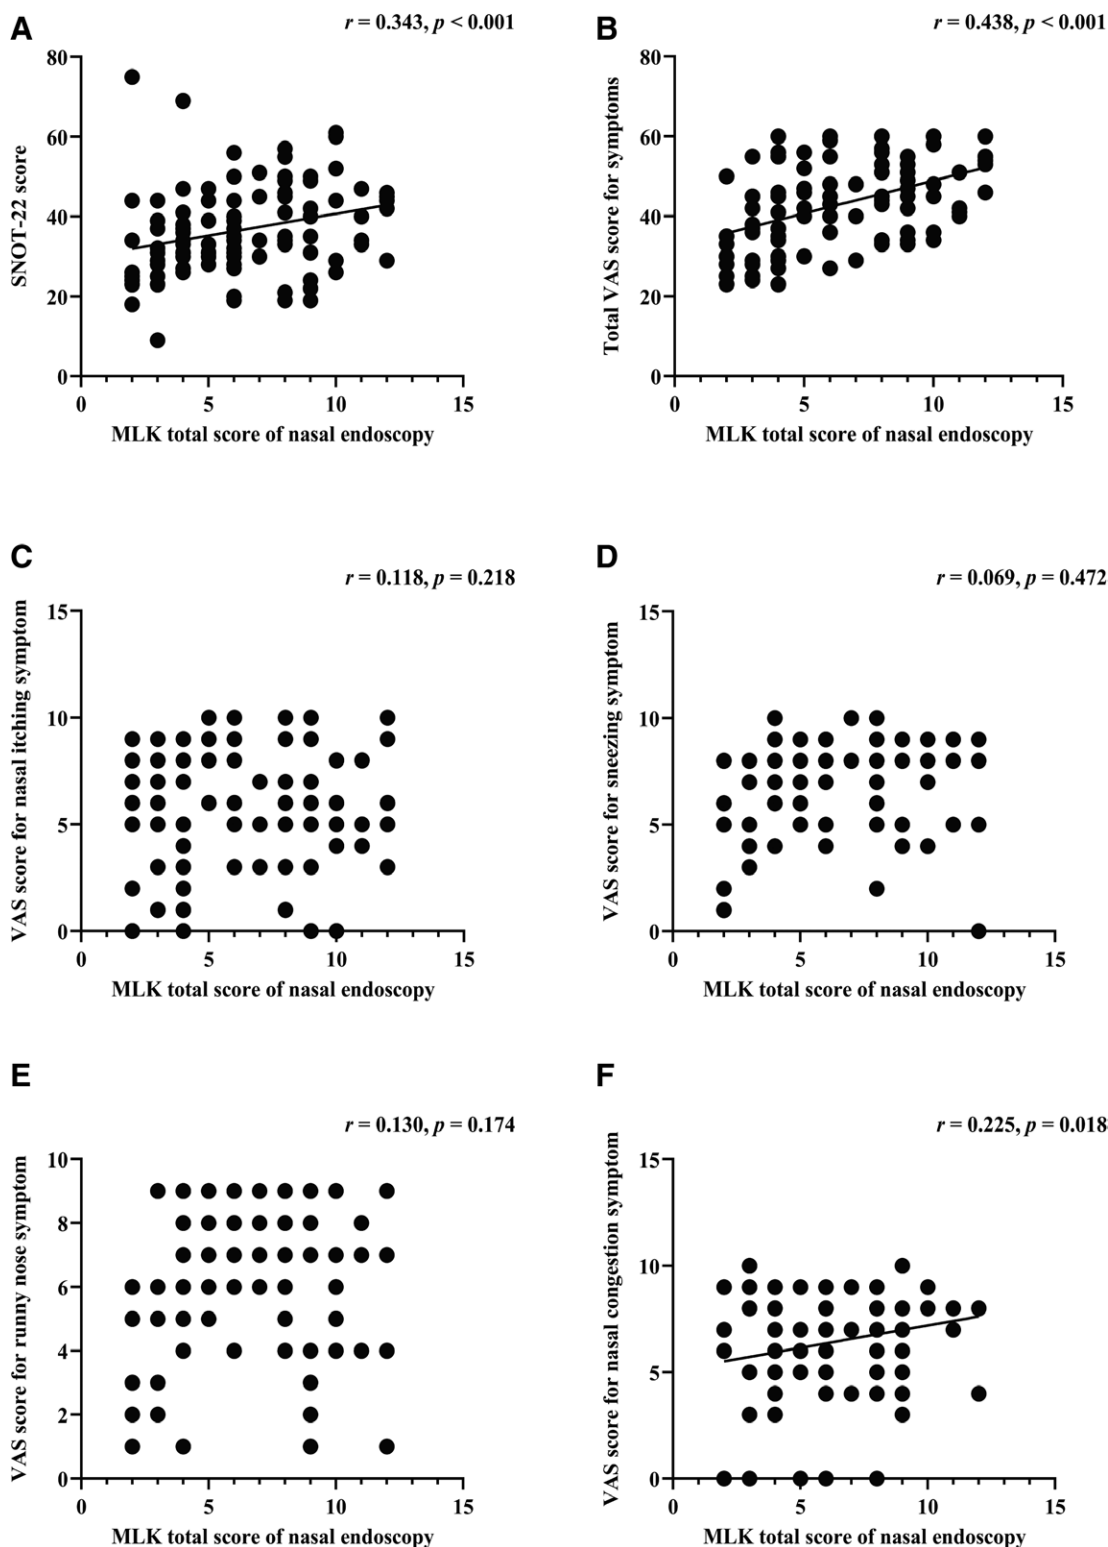 A
r = 0.343, p < 0.001
80
60
40
20
0
SNOT-22 score
0 5 10 15
MLK total score of nasal endoscopy
B
r = 0.438, p < 0.001
80
60
40
20
0
Total VAS score for symptoms
0 5 10 15
MLK total score of nasal endoscopy
C
r = 0.118, p = 0.218
15
10
5
0
VAS score for nasal itching symptom
0 5 10 15
MLK total score of nasal endoscopy
D
r = 0.069, p = 0.472
15
10
5
0
VAS score for sneezing symptom
0 5 10 15
MLK total score of nasal endoscopy
E
r = 0.130, p = 0.174
10
8
6
4
2
0
VAS score for runny nose symptom
0 5 10 15
MLK total score of nasal endoscopy
F
r = 0.225, p = 0.018
15
10
5
0
VAS score for nasal congestion symptom
0 5 10 15
MLK total score of nasal endoscopy